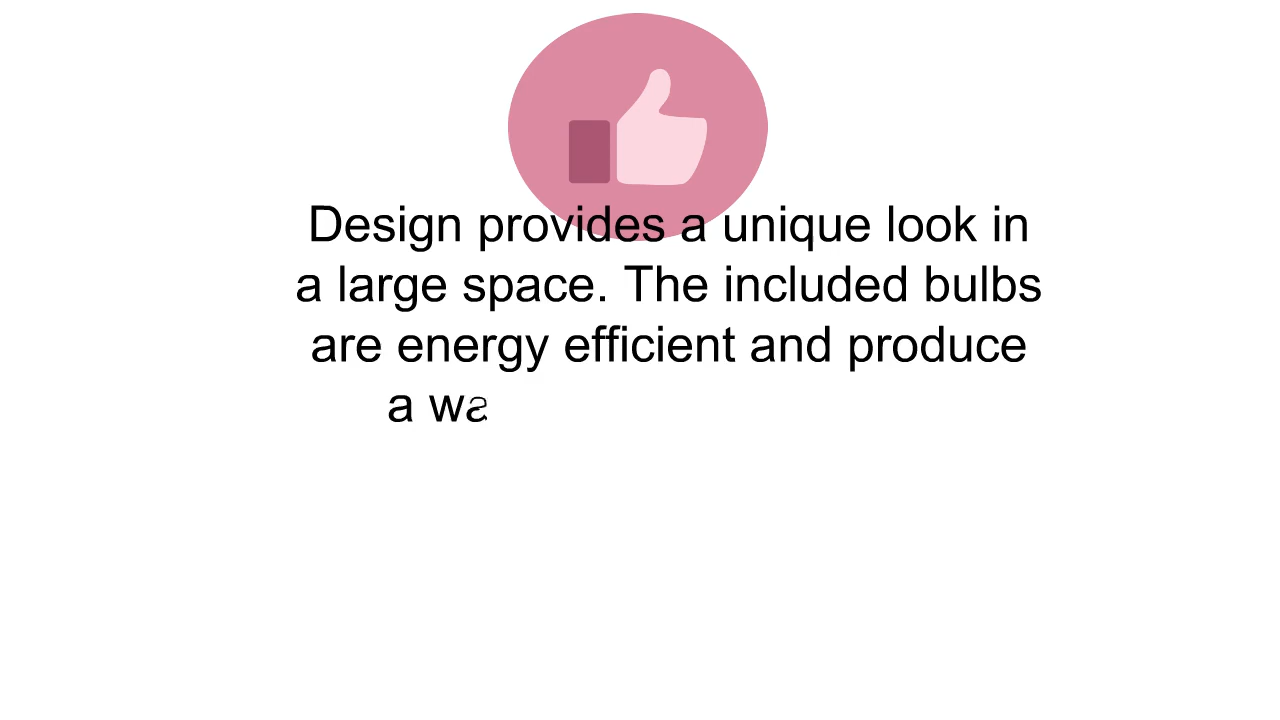 Design provides a unique look in
a large space. The included bulbs
are energy efficient and produce
a wa